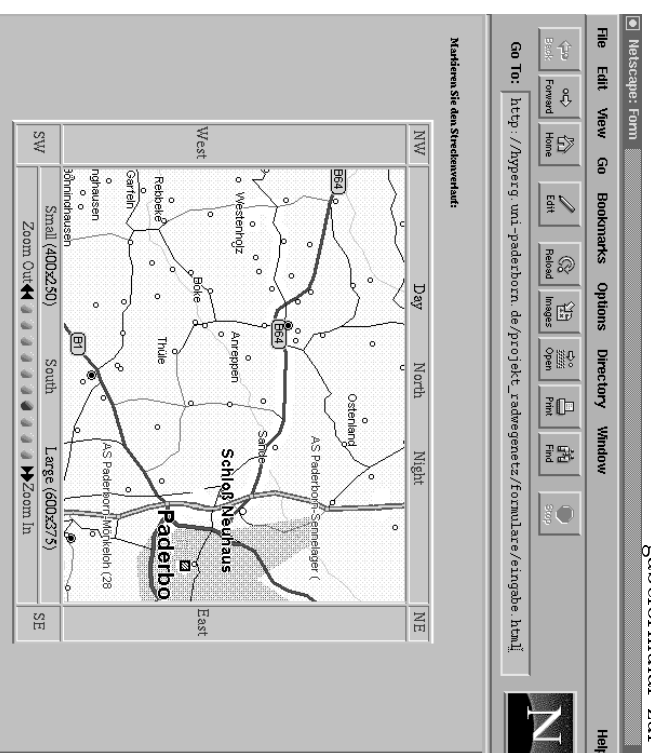 Netscape: Form
File Edit View Go Bookmarks Options Directory Window Help
Back Forward Home Edit Reload Images Open Print Find Stop
Go To: http://hyperg.uni-paderborn.de/projekt_radwegenetz/formulare/eingabe.html
N
Markieren Sie den Streckenverlauf:
NW Day North Night NE
West
East
B64
Ostenland
AS Paderborn-Sennelager (
Westenholz
B64
Anreppen
Sande
Schloß Neuhaus
Rebbeke
Boke
Thüle
Garfeln
Paderbo
AS Paderborn-Mönkeloh (28
nghausen
B1
Bönninghausen
SW Small (400x250) South Large (600x375) SE
Zoom Out Zoom In